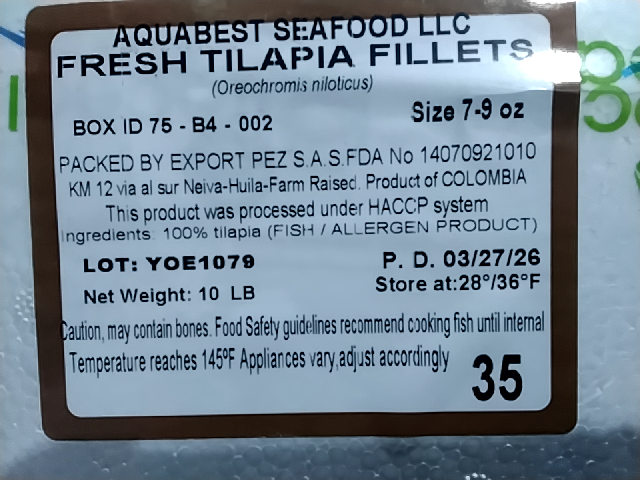 AQUABEST SEAFOOD LLC
FRESH TILAPIA FILLETS
(Oreochromis niloticus)
Size 7-9 oz
BOX ID 75 - B4 - 002
PACKED BY EXPORT PEZ S.A.S.FDA No 14070921010
KM 12 via al sur Neiva-Huila-Farm Raised. Product of COLOMBIA
This product was processed under HACCP system
Ingredients: 100% tilapia (FISH / ALLERGEN PRODUCT)
LOT: YOE1079
P. D. 03/27/26
Net Weight: 10 LB
Store at:28°/36°F
Caution, may contain bones. Food Safety guidelines recommend cooking fish until internal
Temperature reaches 145ºF Appliances vary,adjust accordingly
35